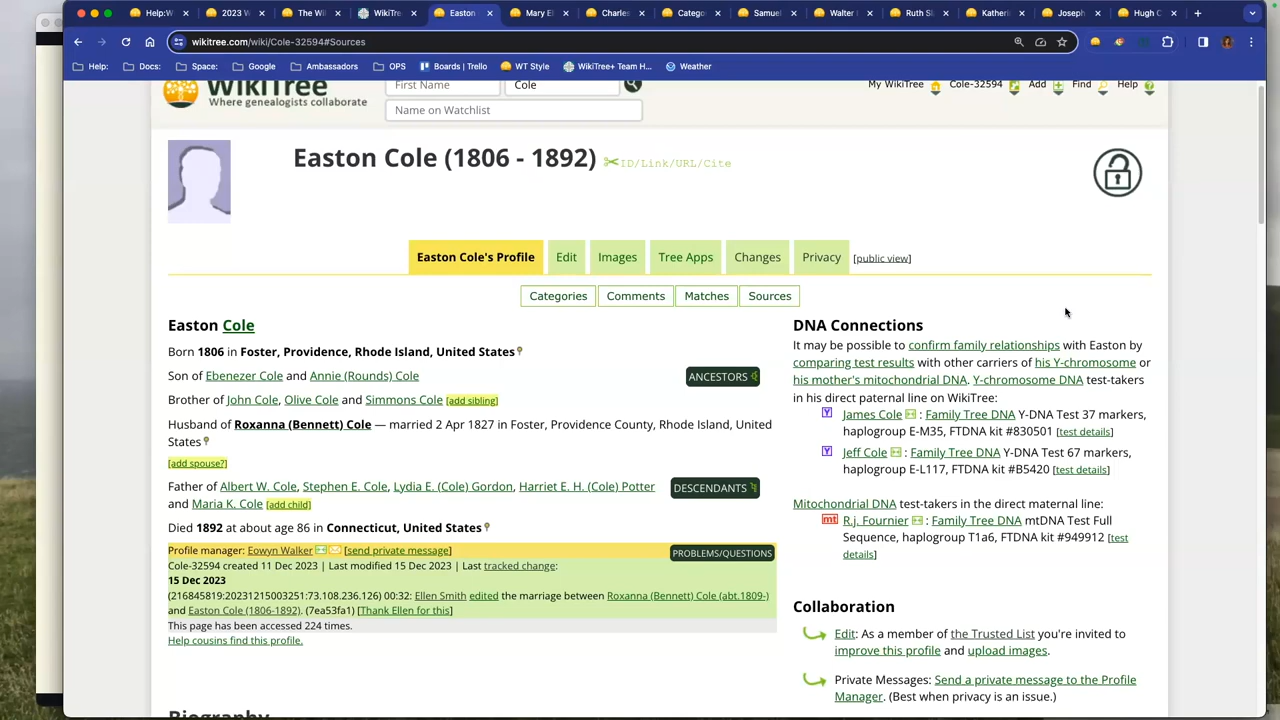 Help:W
2023 W
The Wi
WikiTre
Easton
Mary El
Charles
Catego
Samuel
Walter I
Ruth Sl
Katheri
Joseph
Hugh C
wikitree.com/wiki/Cole-32594#Sources
Help:
Docs:
Space:
Google
Ambassadors
OPS
Boards | Trello
WT Style
WikiTree+ Team H...
Weather
WIKITREE
Where genealogists collaborate
First Name
Cole
Name on Watchlist
My WikiTree
Cole-32594
Add
Find
Help
Easton Cole (1806 - 1892)
ID/Link/URL/Cite
Easton Cole's Profile
Edit
Images
Tree Apps
Changes
Privacy
[public view]
Categories
Comments
Matches
Sources
Easton Cole
Born 1806 in Foster, Providence, Rhode Island, United States
Son of Ebenezer Cole and Annie (Rounds) Cole
ANCESTORS
Brother of John Cole, Olive Cole and Simmons Cole [add sibling]
Husband of Roxanna (Bennett) Cole — married 2 Apr 1827 in Foster, Providence County, Rhode Island, United
States
[add spouse?]
Father of Albert W. Cole, Stephen E. Cole, Lydia E. (Cole) Gordon, Harriet E. H. (Cole) Potter
and Maria K. Cole [add child]
DESCENDANTS
Died 1892 at about age 86 in Connecticut, United States
Profile manager: Eowyn Walker [send private message]
PROBLEMS/QUESTIONS
Cole-32594 created 11 Dec 2023 | Last modified 15 Dec 2023 | Last tracked change:
15 Dec 2023
(216845819:20231215003251:73.108.236.126) 00:32: Ellen Smith edited the marriage between Roxanna (Bennett) Cole (abt.1809-)
and Easton Cole (1806-1892). (7ea53fa1) [Thank Ellen for this]
This page has been accessed 224 times.
Help cousins find this profile.
Biography
DNA Connections
It may be possible to confirm family relationships with Easton by
comparing test results with other carriers of his Y-chromosome or
his mother's mitochondrial DNA. Y-chromosome DNA test-takers
in his direct paternal line on WikiTree:
Y James Cole : Family Tree DNA Y-DNA Test 37 markers,
haplogroup E-M35, FTDNA kit #830501 [test details]
Y Jeff Cole : Family Tree DNA Y-DNA Test 67 markers,
haplogroup E-L117, FTDNA kit #B5420 [test details]
Mitochondrial DNA test-takers in the direct maternal line:
mt R.j. Fournier : Family Tree DNA mtDNA Test Full
Sequence, haplogroup T1a6, FTDNA kit #949912 [test
details]
Collaboration
Edit: As a member of the Trusted List you're invited to
improve this profile and upload images.
Private Messages: Send a private message to the Profile
Manager. (Best when privacy is an issue.)